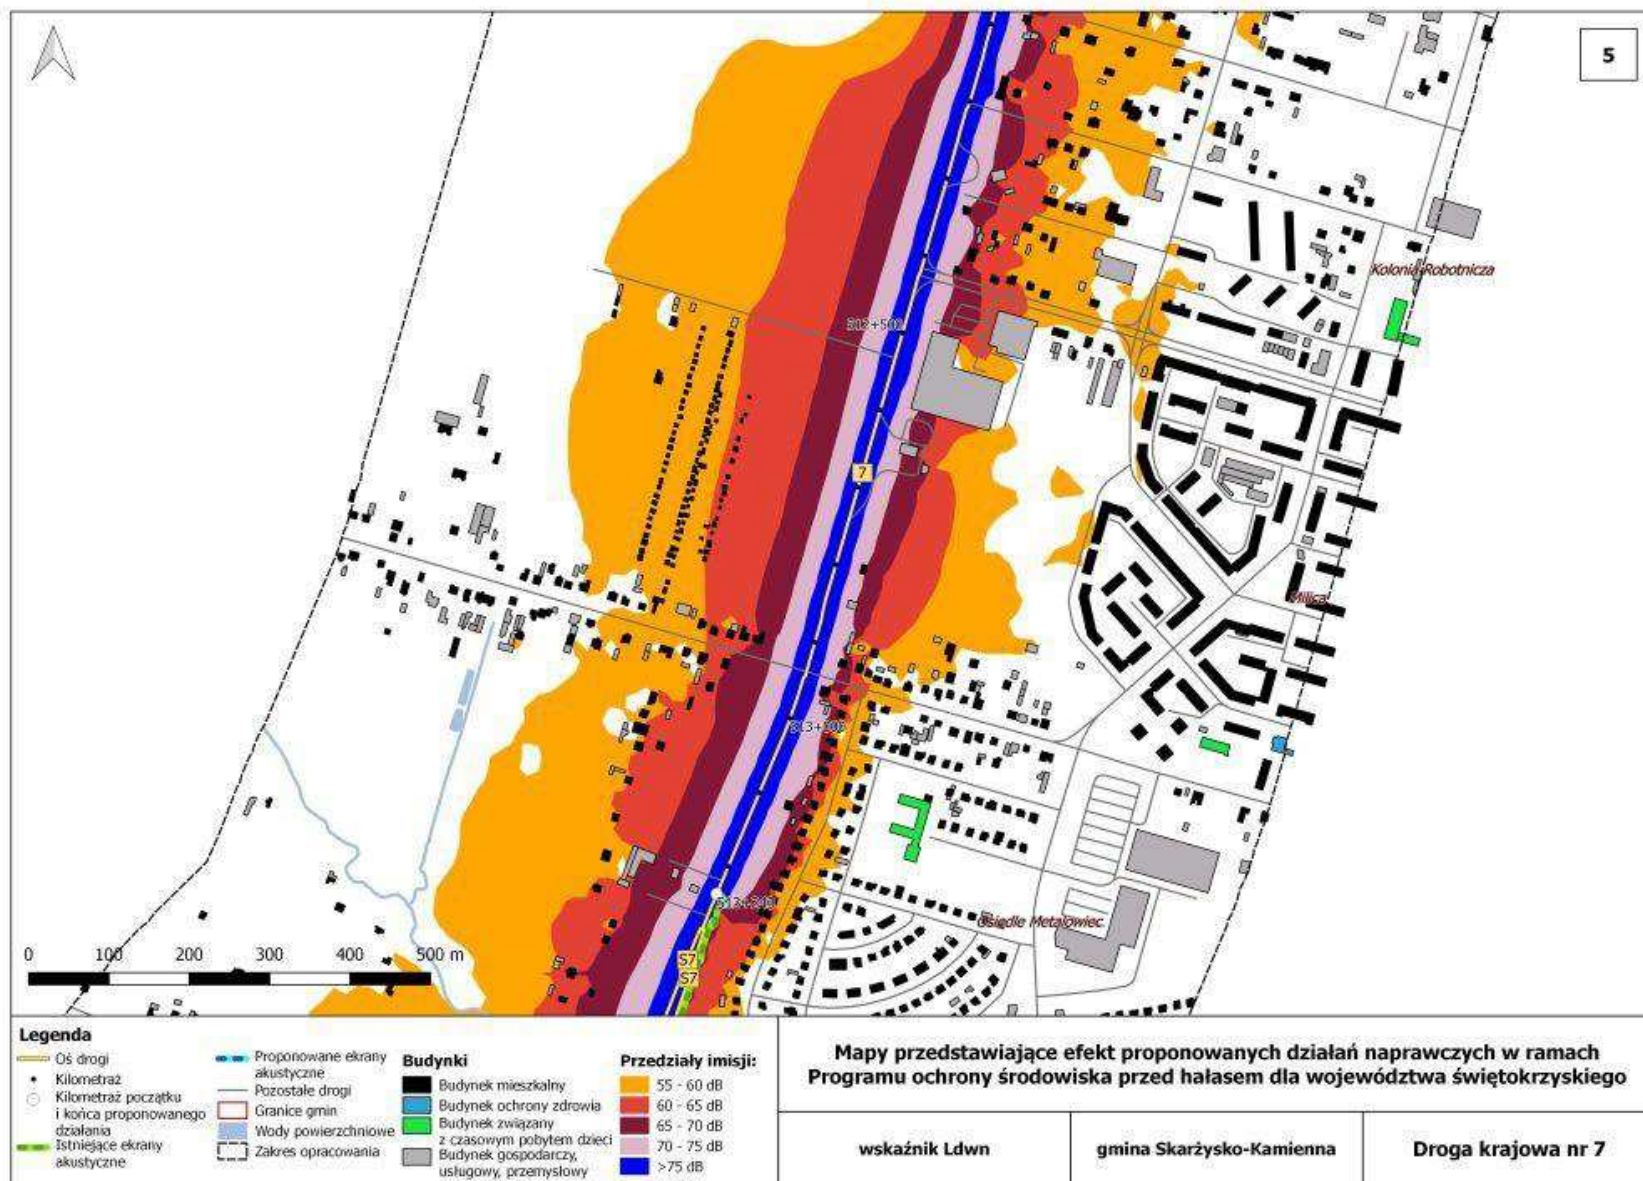 5
Kolonia Robotnicza
512+500
7
Milica
513+000
513+240
Osiedle Metalowiec
S7
S7
0 100 200 300 400 500 m
Legenda
Oś drogi
Kilometraż
Kilometraż początku
i końca proponowanego
działania
Istniejące ekrany
akustyczne
Proponowane ekrany
akustyczne
Pozostałe drogi
Granice gmin
Wody powierzchniowe
Zakres opracowania
Budynki
Budynek mieszkalny
Budynek ochrony zdrowia
Budynek związany
z czasowym pobytem dzieci
Budynek gospodarczy,
usługowy, przemysłowy
Przedziały imisji:
55 - 60 dB
60 - 65 dB
65 - 70 dB
70 - 75 dB
>75 dB
Mapy przedstawiające efekt proponowanych działań naprawczych w ramach
Programu ochrony środowiska przed hałasem dla województwa świętokrzyskiego
wskaźnik Ldwn
gmina Skarżysko-Kamienna
Droga krajowa nr 7